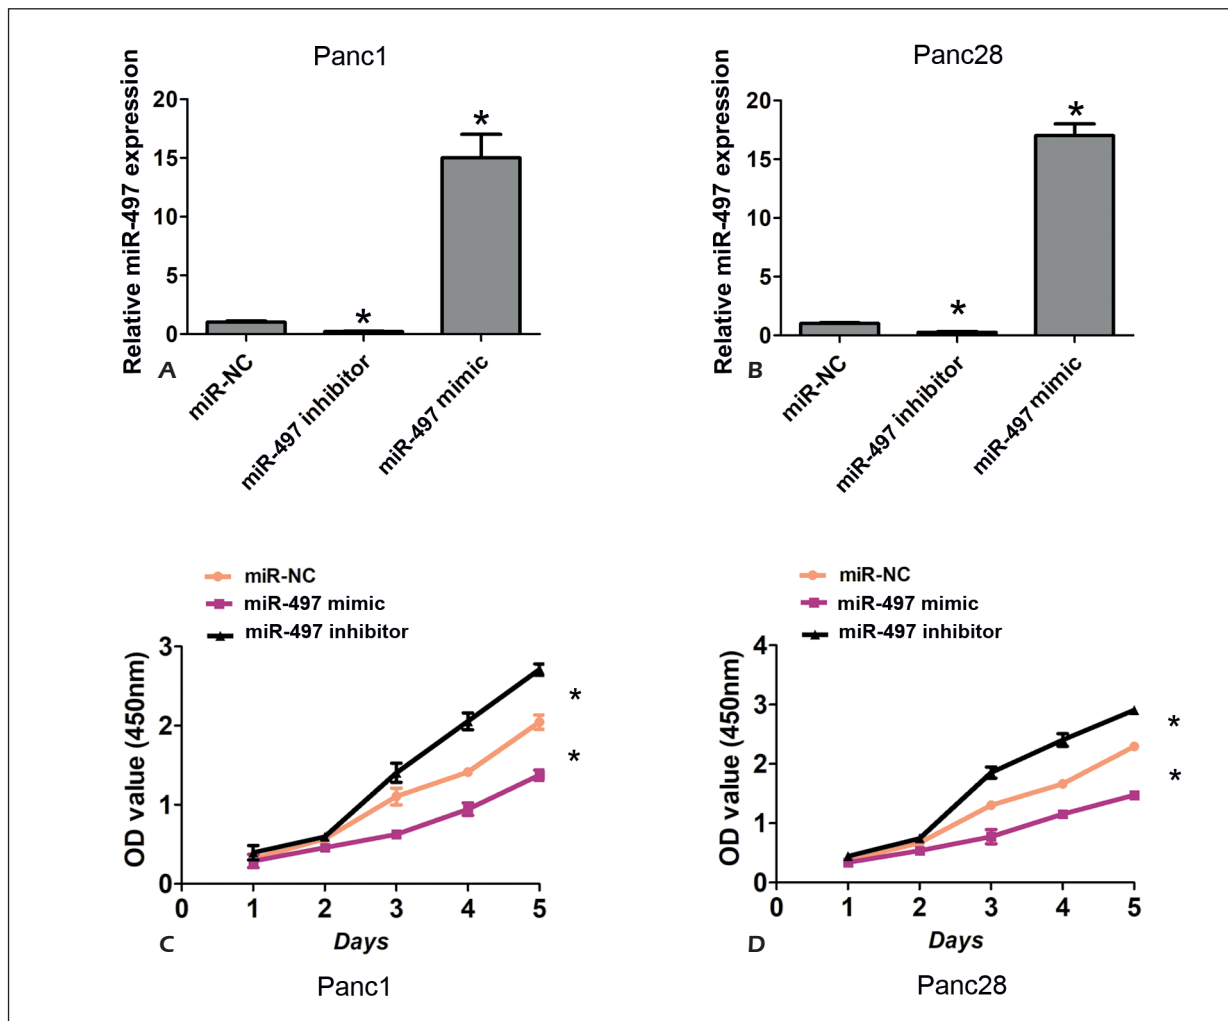 Panc1
Relative miR-497 expression
20
15
10
5
0
*
*
miR-NC
miR-497 inhibitor
miR-497 mimic
A
Panc28
Relative miR-497 expression
20
15
10
5
0
*
*
miR-NC
miR-497 inhibitor
miR-497 mimic
B
miR-NC
miR-497 mimic
miR-497 inhibitor
OD value (450nm)
3
2
1
0
*
*
0 1 2 3 4 5
Days
C
Panc1
miR-NC
miR-497 mimic
miR-497 inhibitor
OD value (450nm)
4
3
2
1
0
*
*
0 1 2 3 4 5
Days
D
Panc28